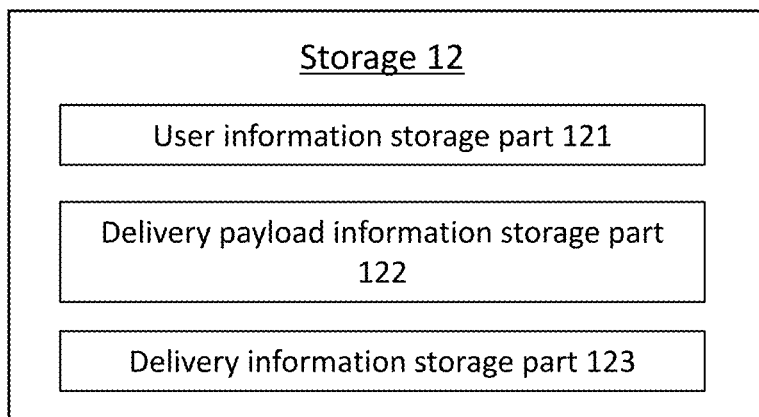 Storage 12
User information storage part 121
Delivery payload information storage part
122
Delivery information storage part 123